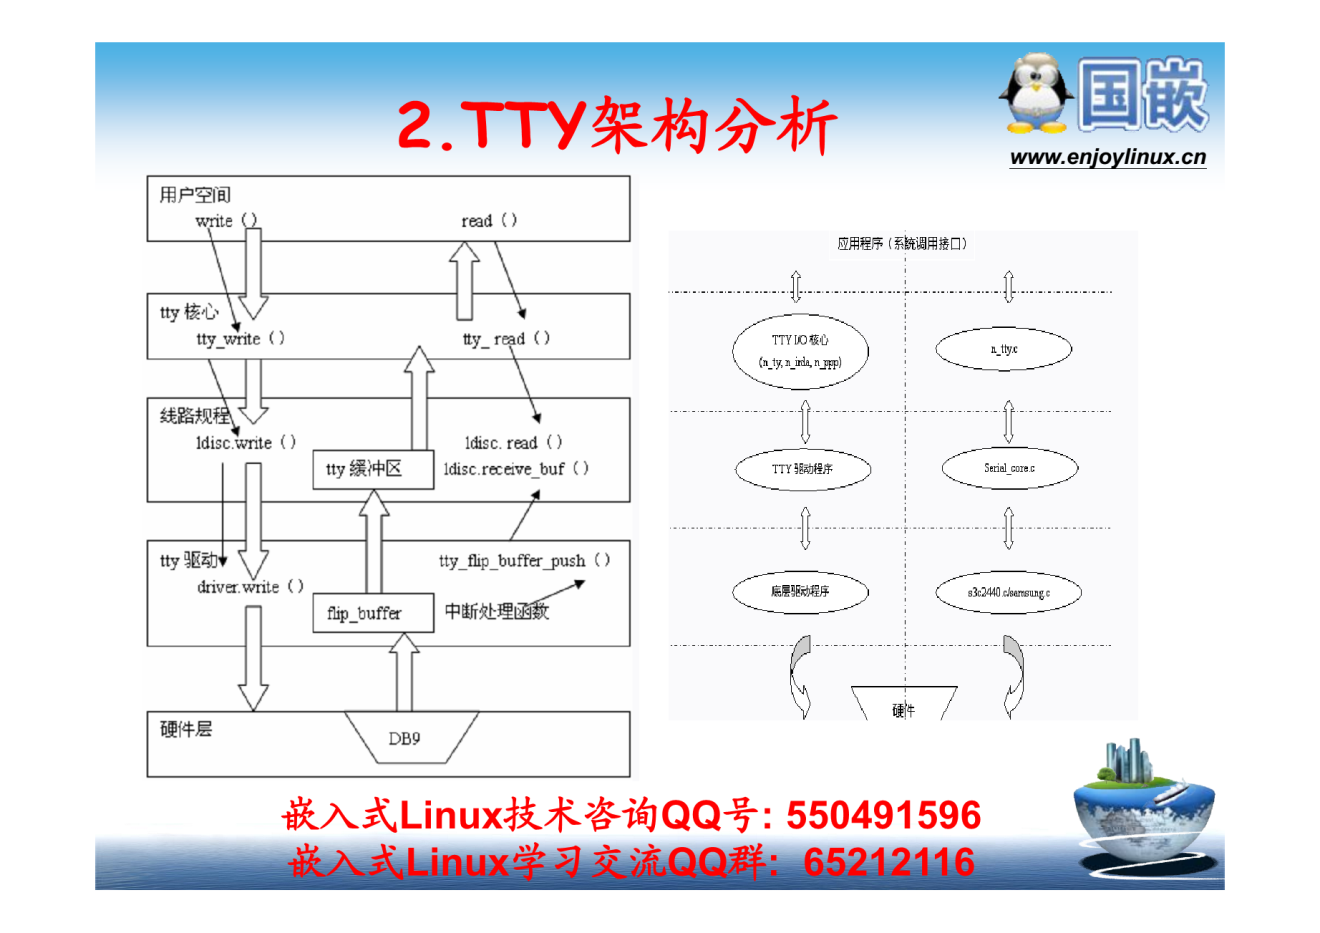 2.TTY架构分析
国嵌
www.enjoylinux.cn
用户空间
write（）
read（）
tty 核心
tty_write（）
tty_ read（）
线路规程
ldisc.write（）
tty 缓冲区
ldisc. read（）
ldisc.receive_buf（）
tty 驱动
driver.write（）
tty_flip_buffer_push（）
flip_buffer
中断处理函数
硬件层
DB9
应用程序（系统调用接口）
TTY I/O 核心
(n_ty, n_irda, n_ppp)
n_tty.c
TTY 驱动程序
Serial_core.c
底层驱动程序
s3c2440.c/samsung.c
硬件
嵌入式Linux技术咨询QQ号: 550491596
嵌入式Linux学习交流QQ群: 65212116